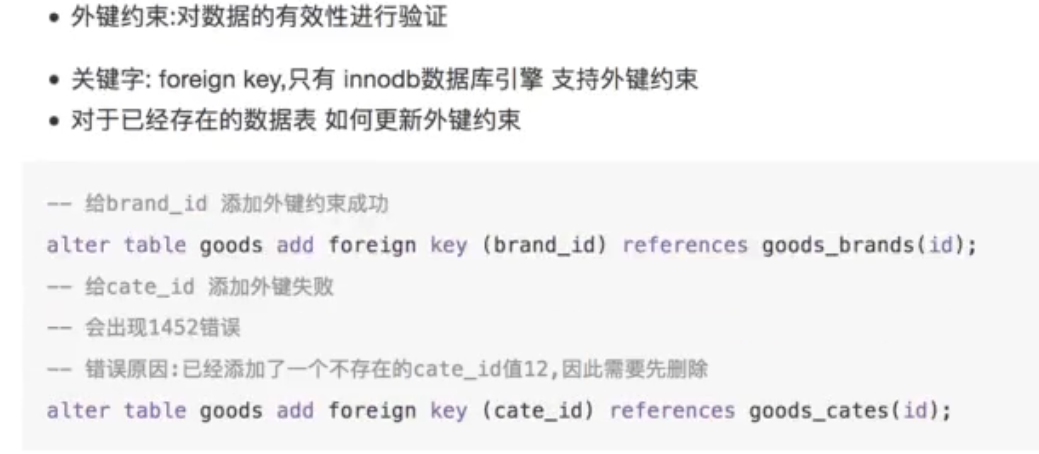 外键约束:对数据的有效性进行验证
关键字: foreign key,只有 innodb数据库引擎 支持外键约束
对于已经存在的数据表 如何更新外键约束
-- 给brand_id 添加外键约束成功
alter table goods add foreign key (brand_id) references goods_brands(id);
-- 给cate_id 添加外键失败
-- 会出现1452错误
-- 错误原因:已经添加了一个不存在的cate_id值12,因此需要先删除
alter table goods add foreign key (cate_id) references goods_cates(id);